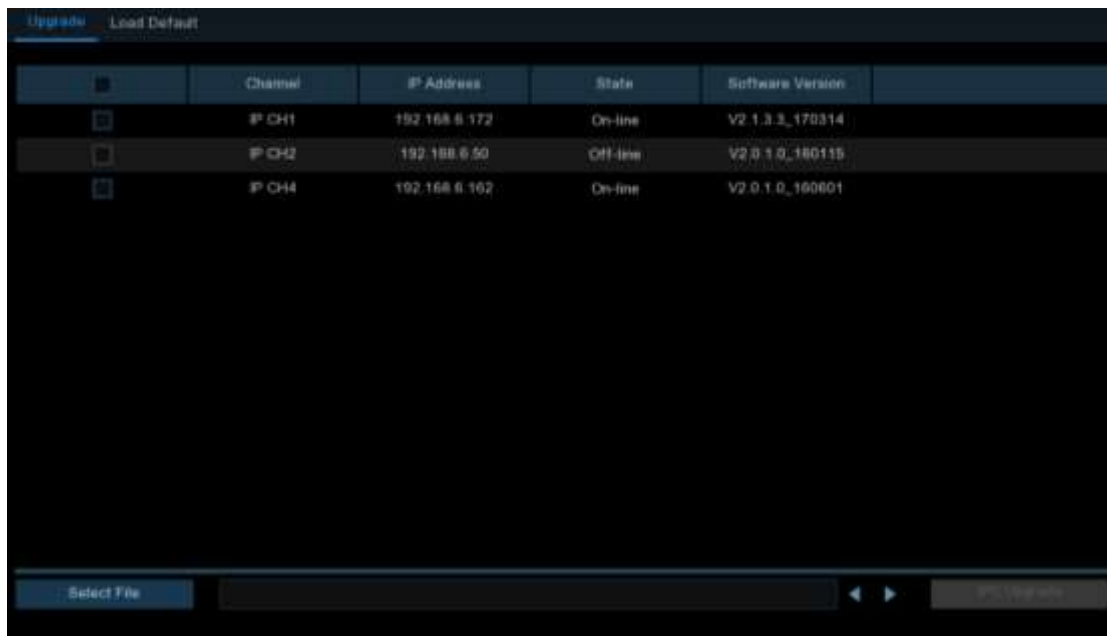 Upgrade Load Default
Channel IP Address State Software Version
IP CH1 192.168.6.172 On-line V2.1.3.3_170314
IP CH2 192.168.6.50 Off-line V2.0.1.0_160115
IP CH4 192.168.6.162 On-line V2.0.1.0_160601
Select File IPC Upgrade